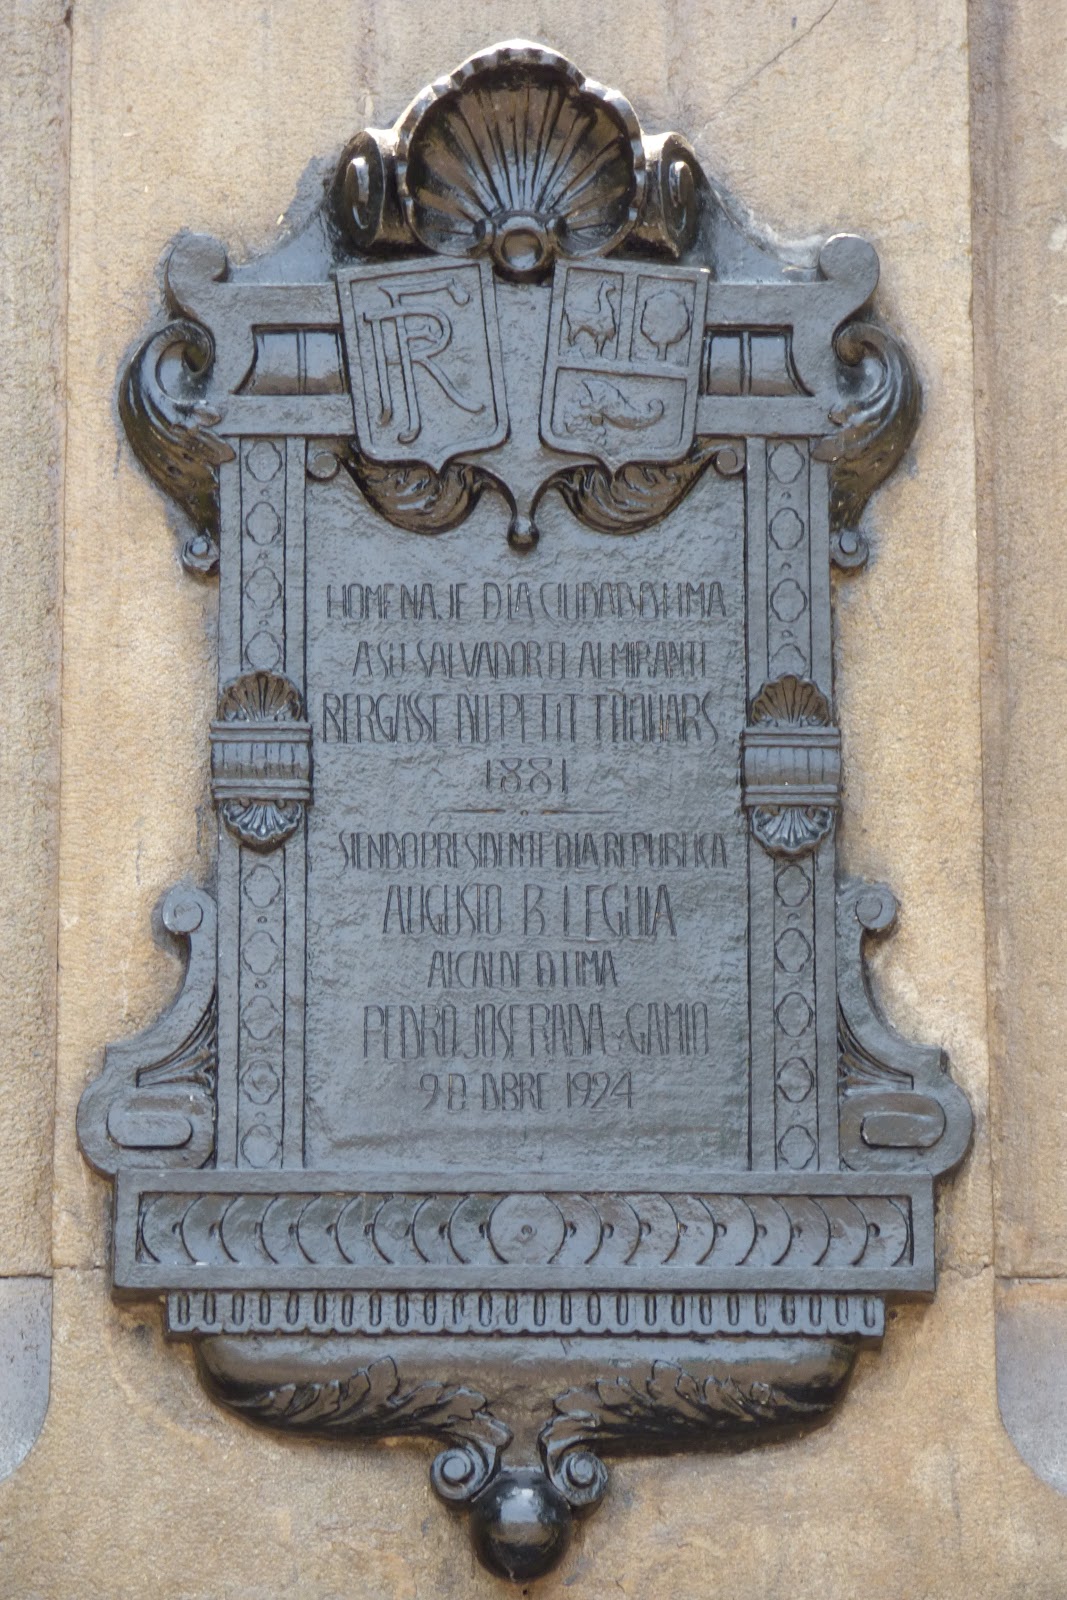 RF
HOMENAJE D LA CIUDAD D LIMA
A SU SALVADOR EL ALMIRANTE
BERGASSE DU PETIT THOUARS
1881
SIENDO PRESIDENTE D LA REPUBLICA
AUGUSTO B LEGUIA
ALCALDE D LIMA
PEDRO JOSE RADA Y GAMIO
9 D. DBRE 1924